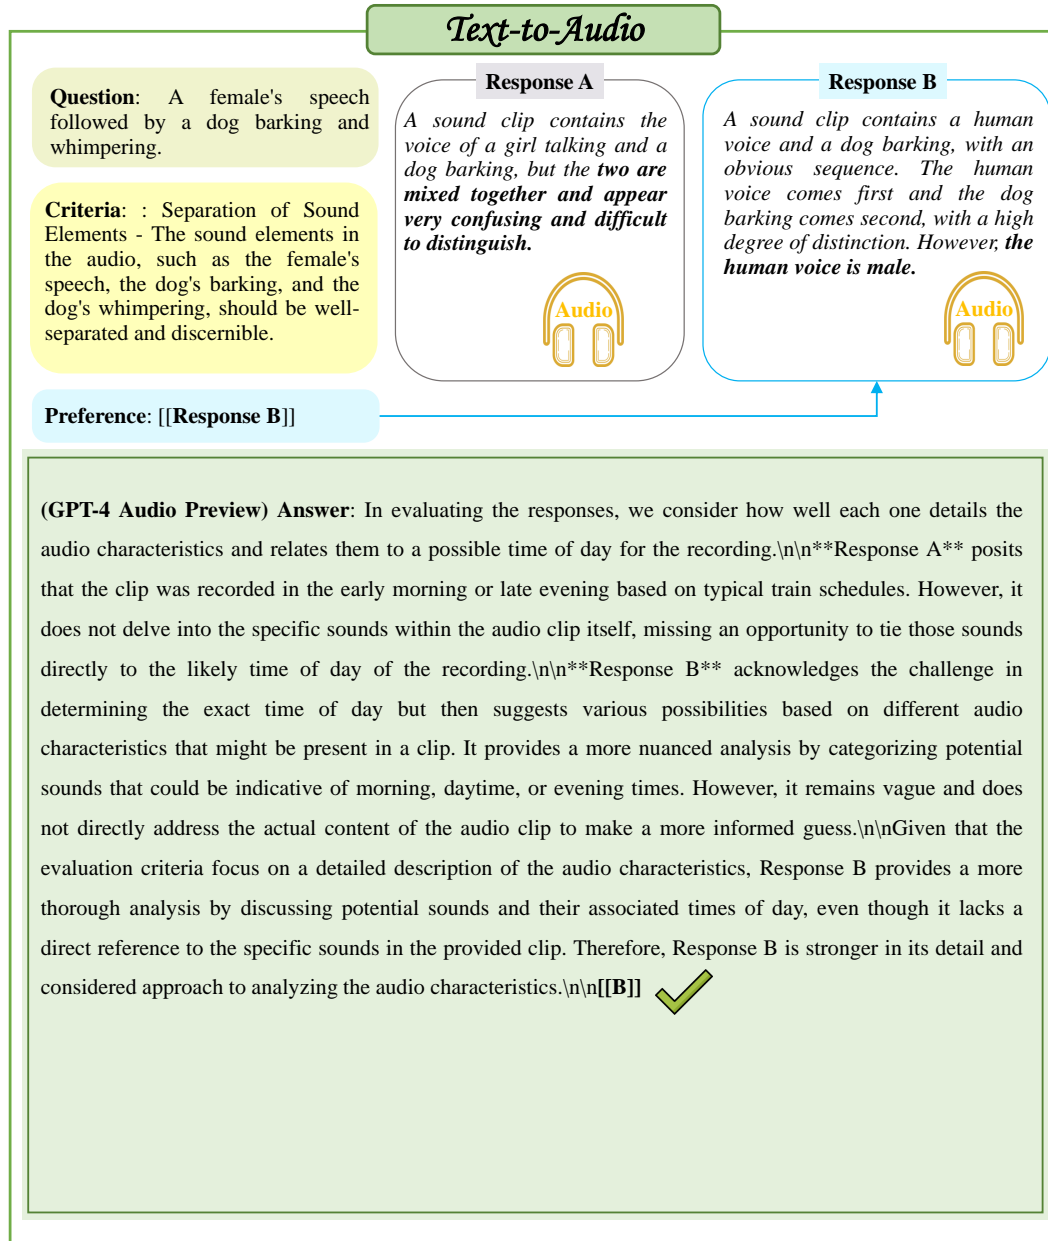 Text-to-Audio
Question: A female's speech
followed by a dog barking and
whimpering.
Criteria: : Separation of Sound
Elements - The sound elements in
the audio, such as the female's
speech, the dog's barking, and the
dog's whimpering, should be well-
separated and discernible.
Preference: [[Response B]]
Response A
A sound clip contains the
voice of a girl talking and a
dog barking, but the two are
mixed together and appear
very confusing and difficult
to distinguish.
Audio
Response B
A sound clip contains a human
voice and a dog barking, with an
obvious sequence. The human
voice comes first and the dog
barking comes second, with a high
degree of distinction. However, the
human voice is male.
Audio
(GPT-4 Audio Preview) Answer: In evaluating the responses, we consider how well each one details the
audio characteristics and relates them to a possible time of day for the recording.\n\n**Response A** posits
that the clip was recorded in the early morning or late evening based on typical train schedules. However, it
does not delve into the specific sounds within the audio clip itself, missing an opportunity to tie those sounds
directly to the likely time of day of the recording.\n\n**Response B** acknowledges the challenge in
determining the exact time of day but then suggests various possibilities based on different audio
characteristics that might be present in a clip. It provides a more nuanced analysis by categorizing potential
sounds that could be indicative of morning, daytime, or evening times. However, it remains vague and does
not directly address the actual content of the audio clip to make a more informed guess.\n\nGiven that the
evaluation criteria focus on a detailed description of the audio characteristics, Response B provides a more
thorough analysis by discussing potential sounds and their associated times of day, even though it lacks a
direct reference to the specific sounds in the provided clip. Therefore, Response B is stronger in its detail and
considered approach to analyzing the audio characteristics.\n\n[[B]]